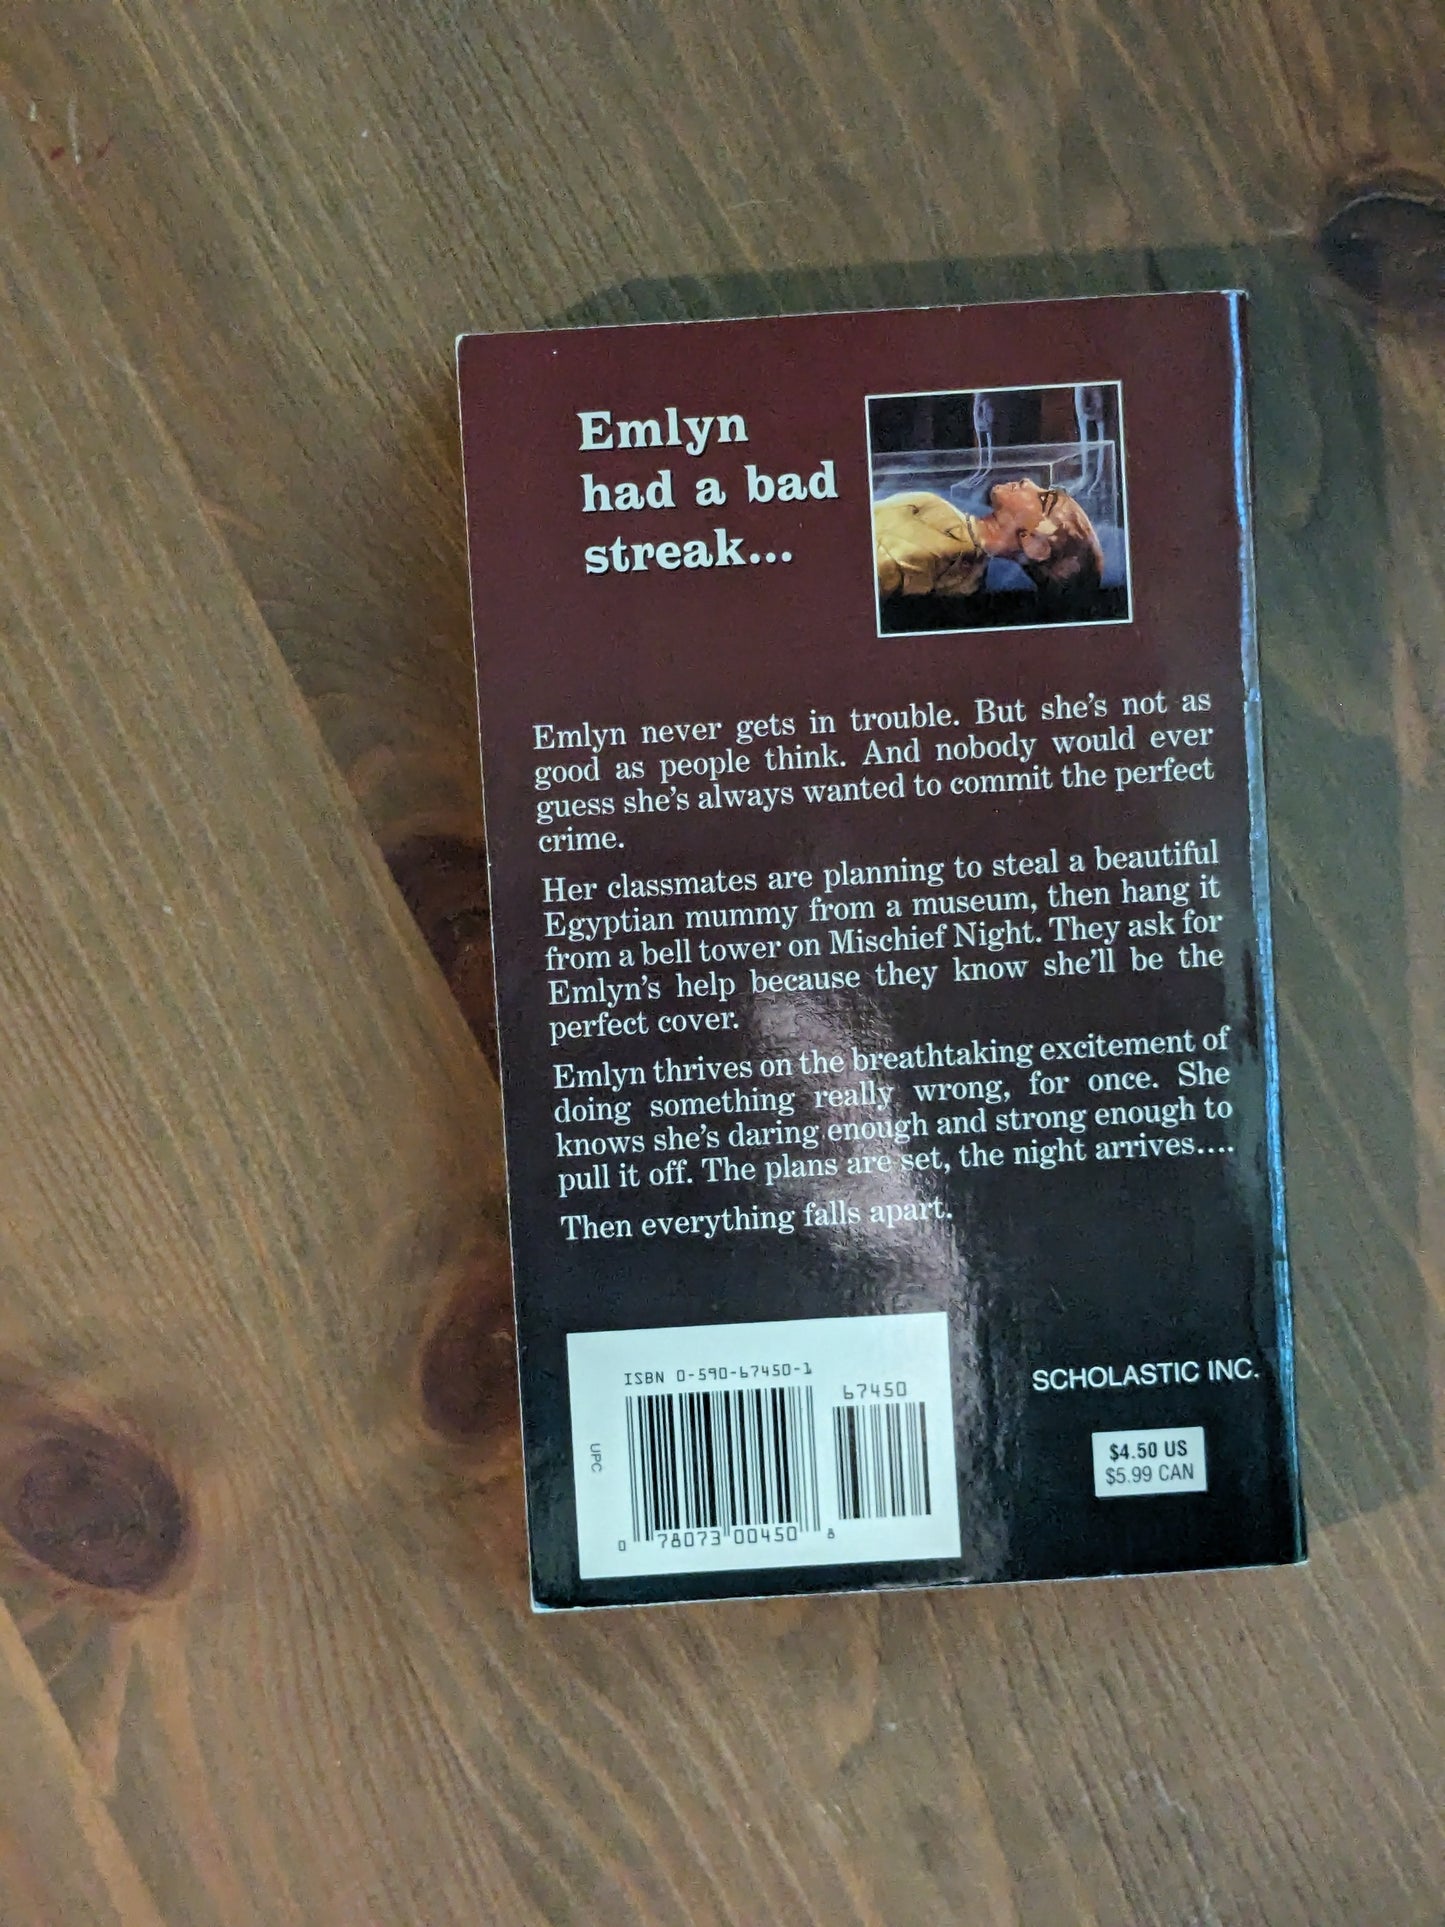 Emlyn
had a bad
streak...
Emlyn never gets in trouble. But she's not as
good as people think. And nobody would ever
guess she's always wanted to commit the perfect
crime.
Her classmates are planning to steal a beautiful
Egyptian mummy from a museum, then hang it
from a bell tower on Mischief Night. They ask for
Emlyn's help because they know she'll be the
perfect cover.
Emlyn thrives on the breathtaking excitement of
doing something really wrong, for once. She
knows she's daring enough and strong enough to
pull it off. The plans are set, the night arrives....
Then everything falls apart.
ISBN 0-590-67450-1
67450
UPC
0 78073 00450 8
SCHOLASTIC INC.
$4.50 US
$5.99 CAN